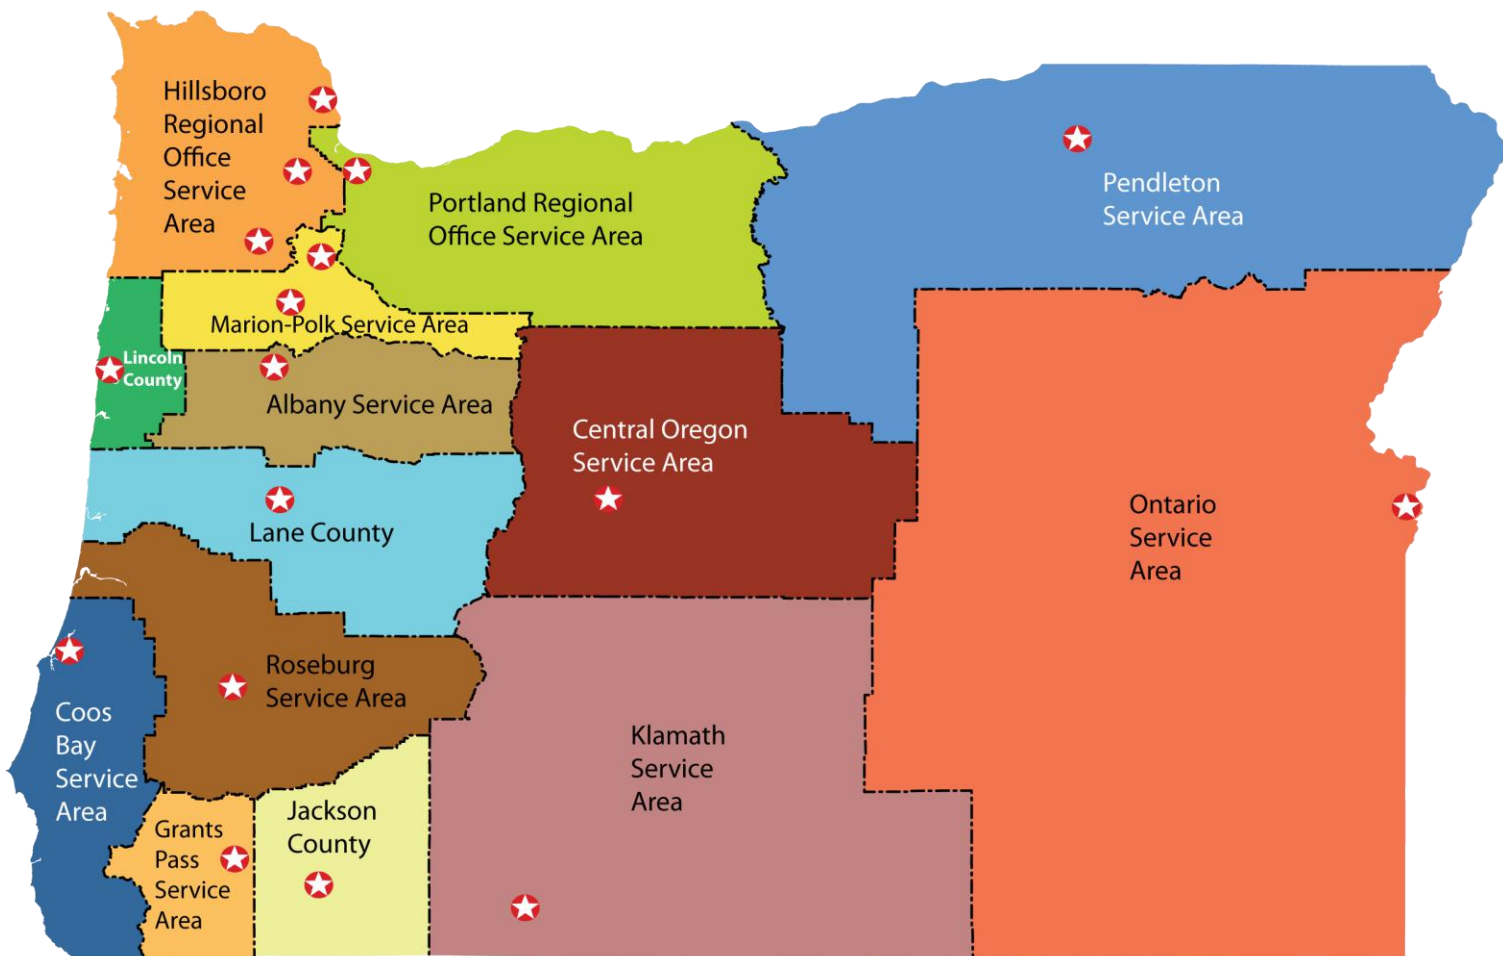 Hillsboro
Regional
Office
Service
Area
Portland Regional
Office Service Area
Pendleton
Service Area
Marion-Polk Service Area
Lincoln
County
Albany Service Area
Central Oregon
Service Area
Lane County
Ontario
Service
Area
Roseburg
Service Area
Coos
Bay
Service
Area
Klamath
Service
Area
Grants
Pass
Service
Area
Jackson
County